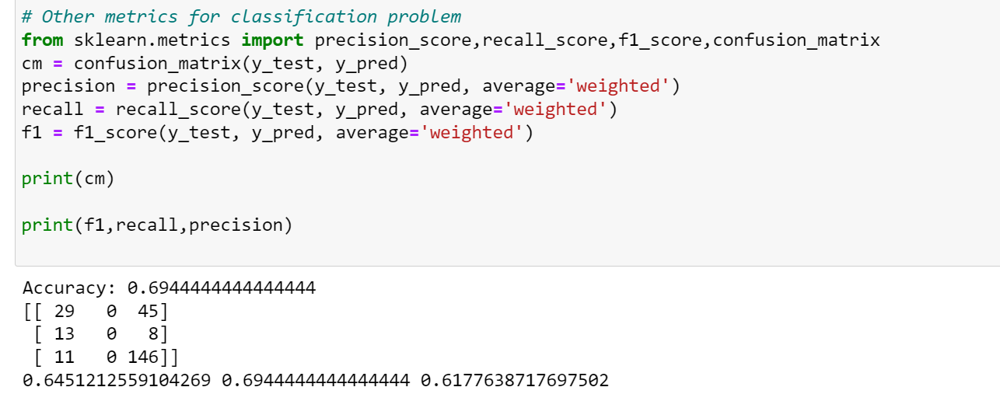 # Other metrics for classification problem
from sklearn.metrics import precision_score,recall_score,f1_score,confusion_matrix
cm = confusion_matrix(y_test, y_pred)
precision = precision_score(y_test, y_pred, average='weighted')
recall = recall_score(y_test, y_pred, average='weighted')
f1 = f1_score(y_test, y_pred, average='weighted')
print(cm)
print(f1,recall,precision)
Accuracy: 0.6944444444444444
[[ 29   0  45]
 [ 13   0   8]
 [ 11   0 146]]
0.6451212559104269 0.6944444444444444 0.6177638717697502